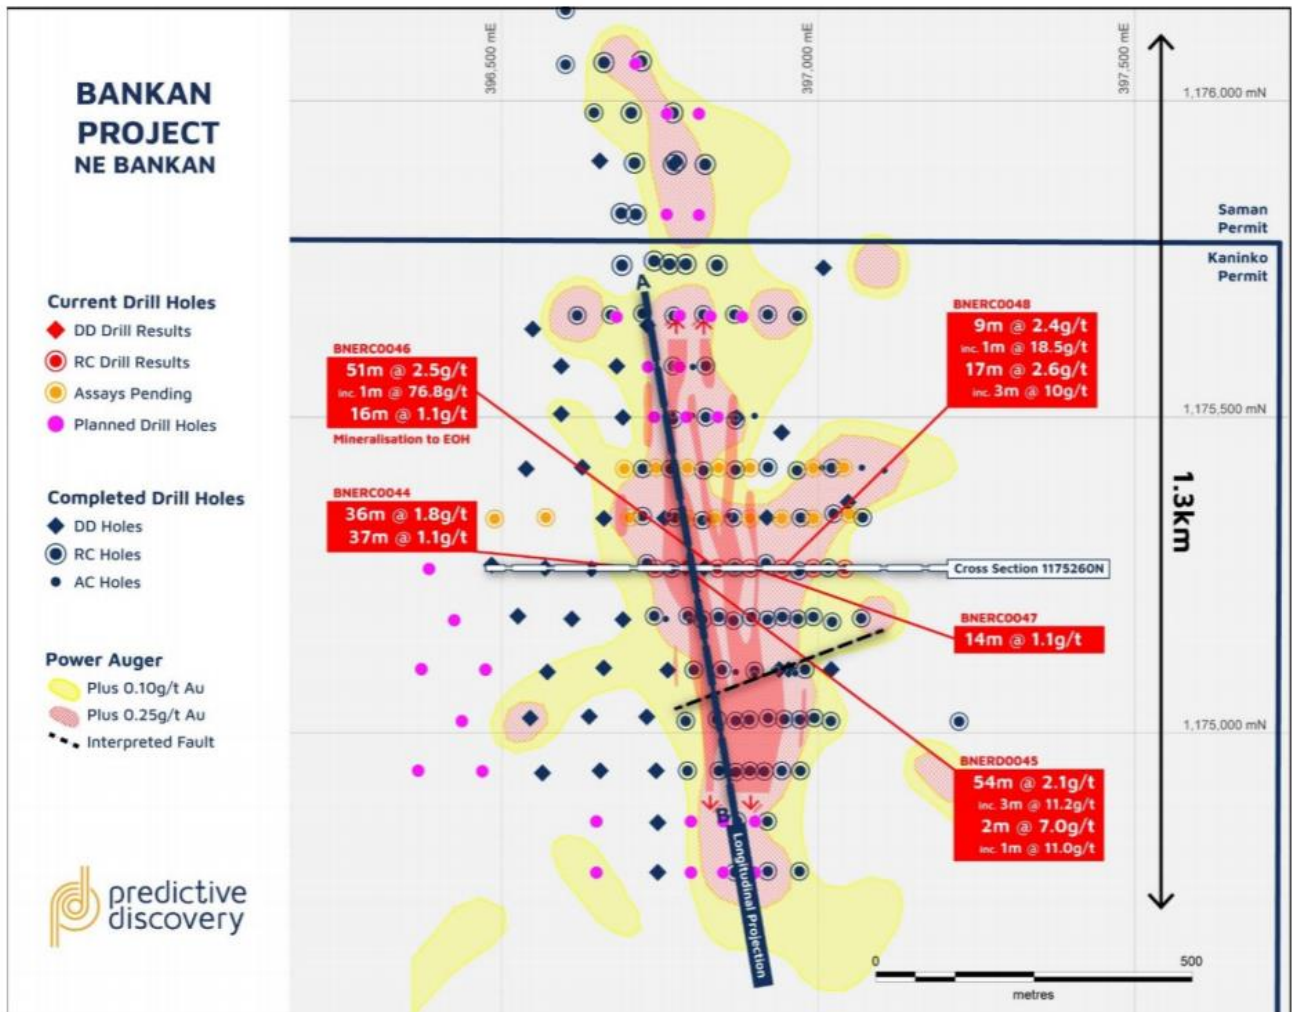 BANKAN
PROJECT
NE BANKAN
Current Drill Holes
DD Drill Results
RC Drill Results
Assays Pending
Planned Drill Holes
Completed Drill Holes
DD Holes
RC Holes
AC Holes
Power Auger
Plus 0.10g/t Au
Plus 0.25g/t Au
Interpreted Fault
predictive
discovery
396,500 mE
397,000 mE
397,500 mE
1,176,000 mN
Saman
Permit
Kaninko
Permit
A
BNERC0046
51m @ 2.5g/t
inc. 1m @ 76.8g/t
16m @ 1.1g/t
Mineralisation to EOH
BNERC0048
9m @ 2.4g/t
inc. 1m @ 18.5g/t
17m @ 2.6g/t
inc. 3m @ 10g/t
1,175,500 mN
1.3km
BNERC0044
36m @ 1.8g/t
37m @ 1.1g/t
Cross Section 1175260N
BNERC0047
14m @ 1.1g/t
1,175,000 mN
BNERD0045
54m @ 2.1g/t
inc. 3m @ 11.2g/t
2m @ 7.0g/t
inc. 1m @ 11.0g/t
B
Longitudinal Projection
0 500
metres